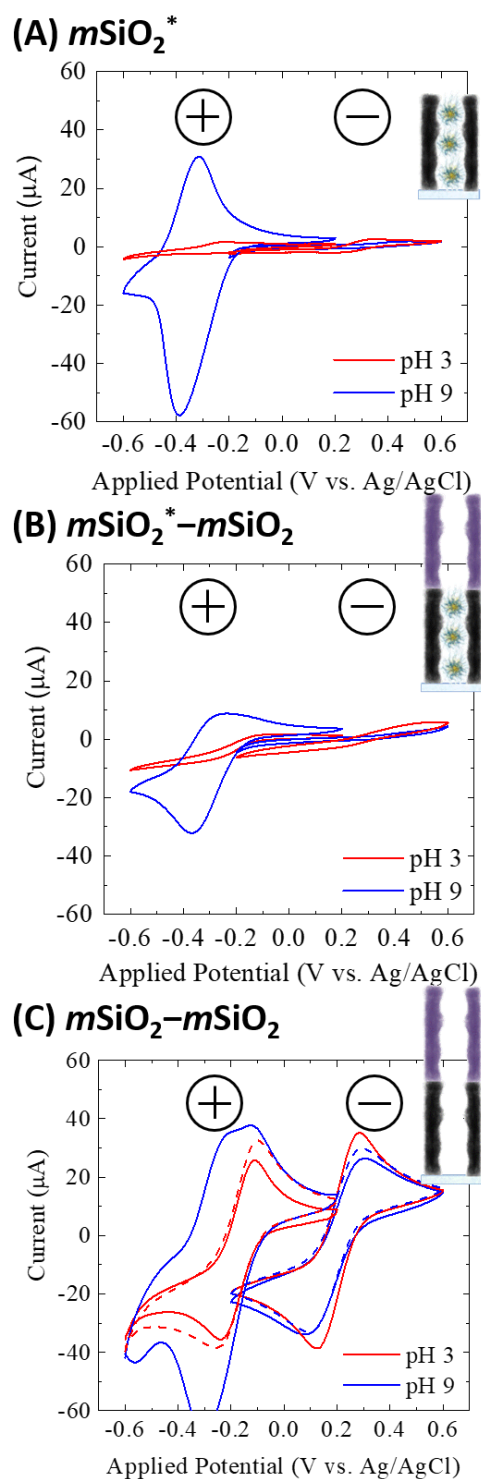 (A) mSiO2*
60
40
20
0
-20
-40
-60
Current (μA)
+
−
pH 3
pH 9
-0.6 -0.4 -0.2 0.0 0.2 0.4 0.6
Applied Potential (V vs. Ag/AgCl)
(B) mSiO2*–mSiO2
60
40
20
0
-20
-40
-60
Current (μA)
+
−
pH 3
pH 9
-0.6 -0.4 -0.2 0.0 0.2 0.4 0.6
Applied Potential (V vs. Ag/AgCl)
(C) mSiO2–mSiO2
60
40
20
0
-20
-40
-60
Current (μA)
+
−
pH 3
pH 9
-0.6 -0.4 -0.2 0.0 0.2 0.4 0.6
Applied Potential (V vs. Ag/AgCl)